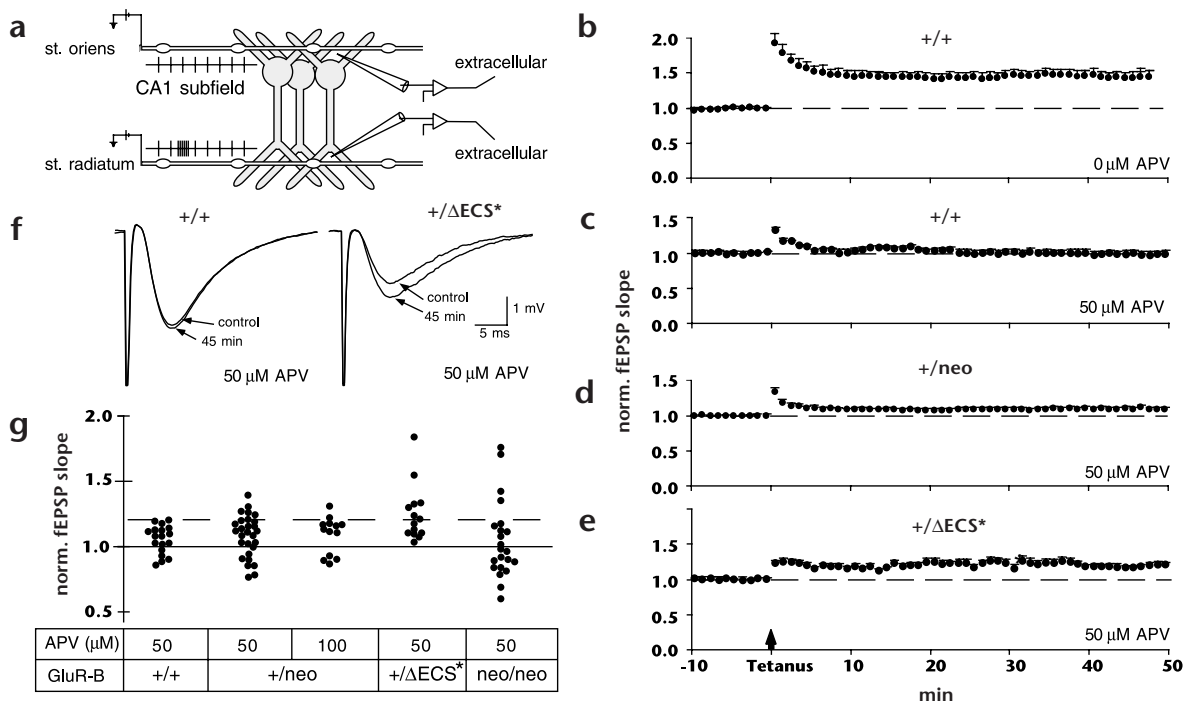 a
st. oriens
CA1 subfield
st. radiatum
extracellular
extracellular
f
+/+
control
45 min
50 µM APV
+/ΔECS*
control
45 min
1 mV
5 ms
50 µM APV
g
norm. fEPSP slope
2.0
1.5
1.0
0.5
APV (µM) 50 50 100 50 50
GluR-B +/+ +/neo +/ΔECS* neo/neo
norm. fEPSP slope
b
+/+
2.0
1.5
1.0
0.5
0.0
0 µM APV
c
+/+
1.5
1.0
0.5
0.0
50 µM APV
d
+/neo
1.5
1.0
0.5
0.0
50 µM APV
e
+/ΔECS*
1.5
1.0
0.5
0.0
50 µM APV
-10 Tetanus 10 20 30 40 50
min